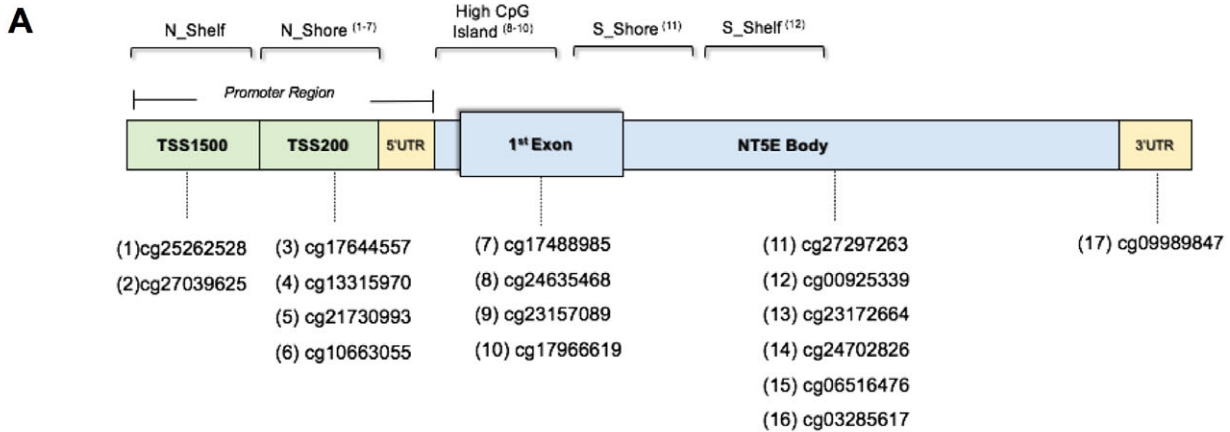 A
N_Shelf
N_Shore (1-7)
High CpG
Island (8-10)
S_Shore (11)
S_Shelf (12)
Promoter Region
TSS1500
TSS200
5'UTR
1st Exon
NT5E Body
3'UTR
(1)cg25262528
(2)cg27039625
(3) cg17644557
(4) cg13315970
(5) cg21730993
(6) cg10663055
(7) cg17488985
(8) cg24635468
(9) cg23157089
(10) cg17966619
(11) cg27297263
(12) cg00925339
(13) cg23172664
(14) cg24702826
(15) cg06516476
(16) cg03285617
(17) cg09989847